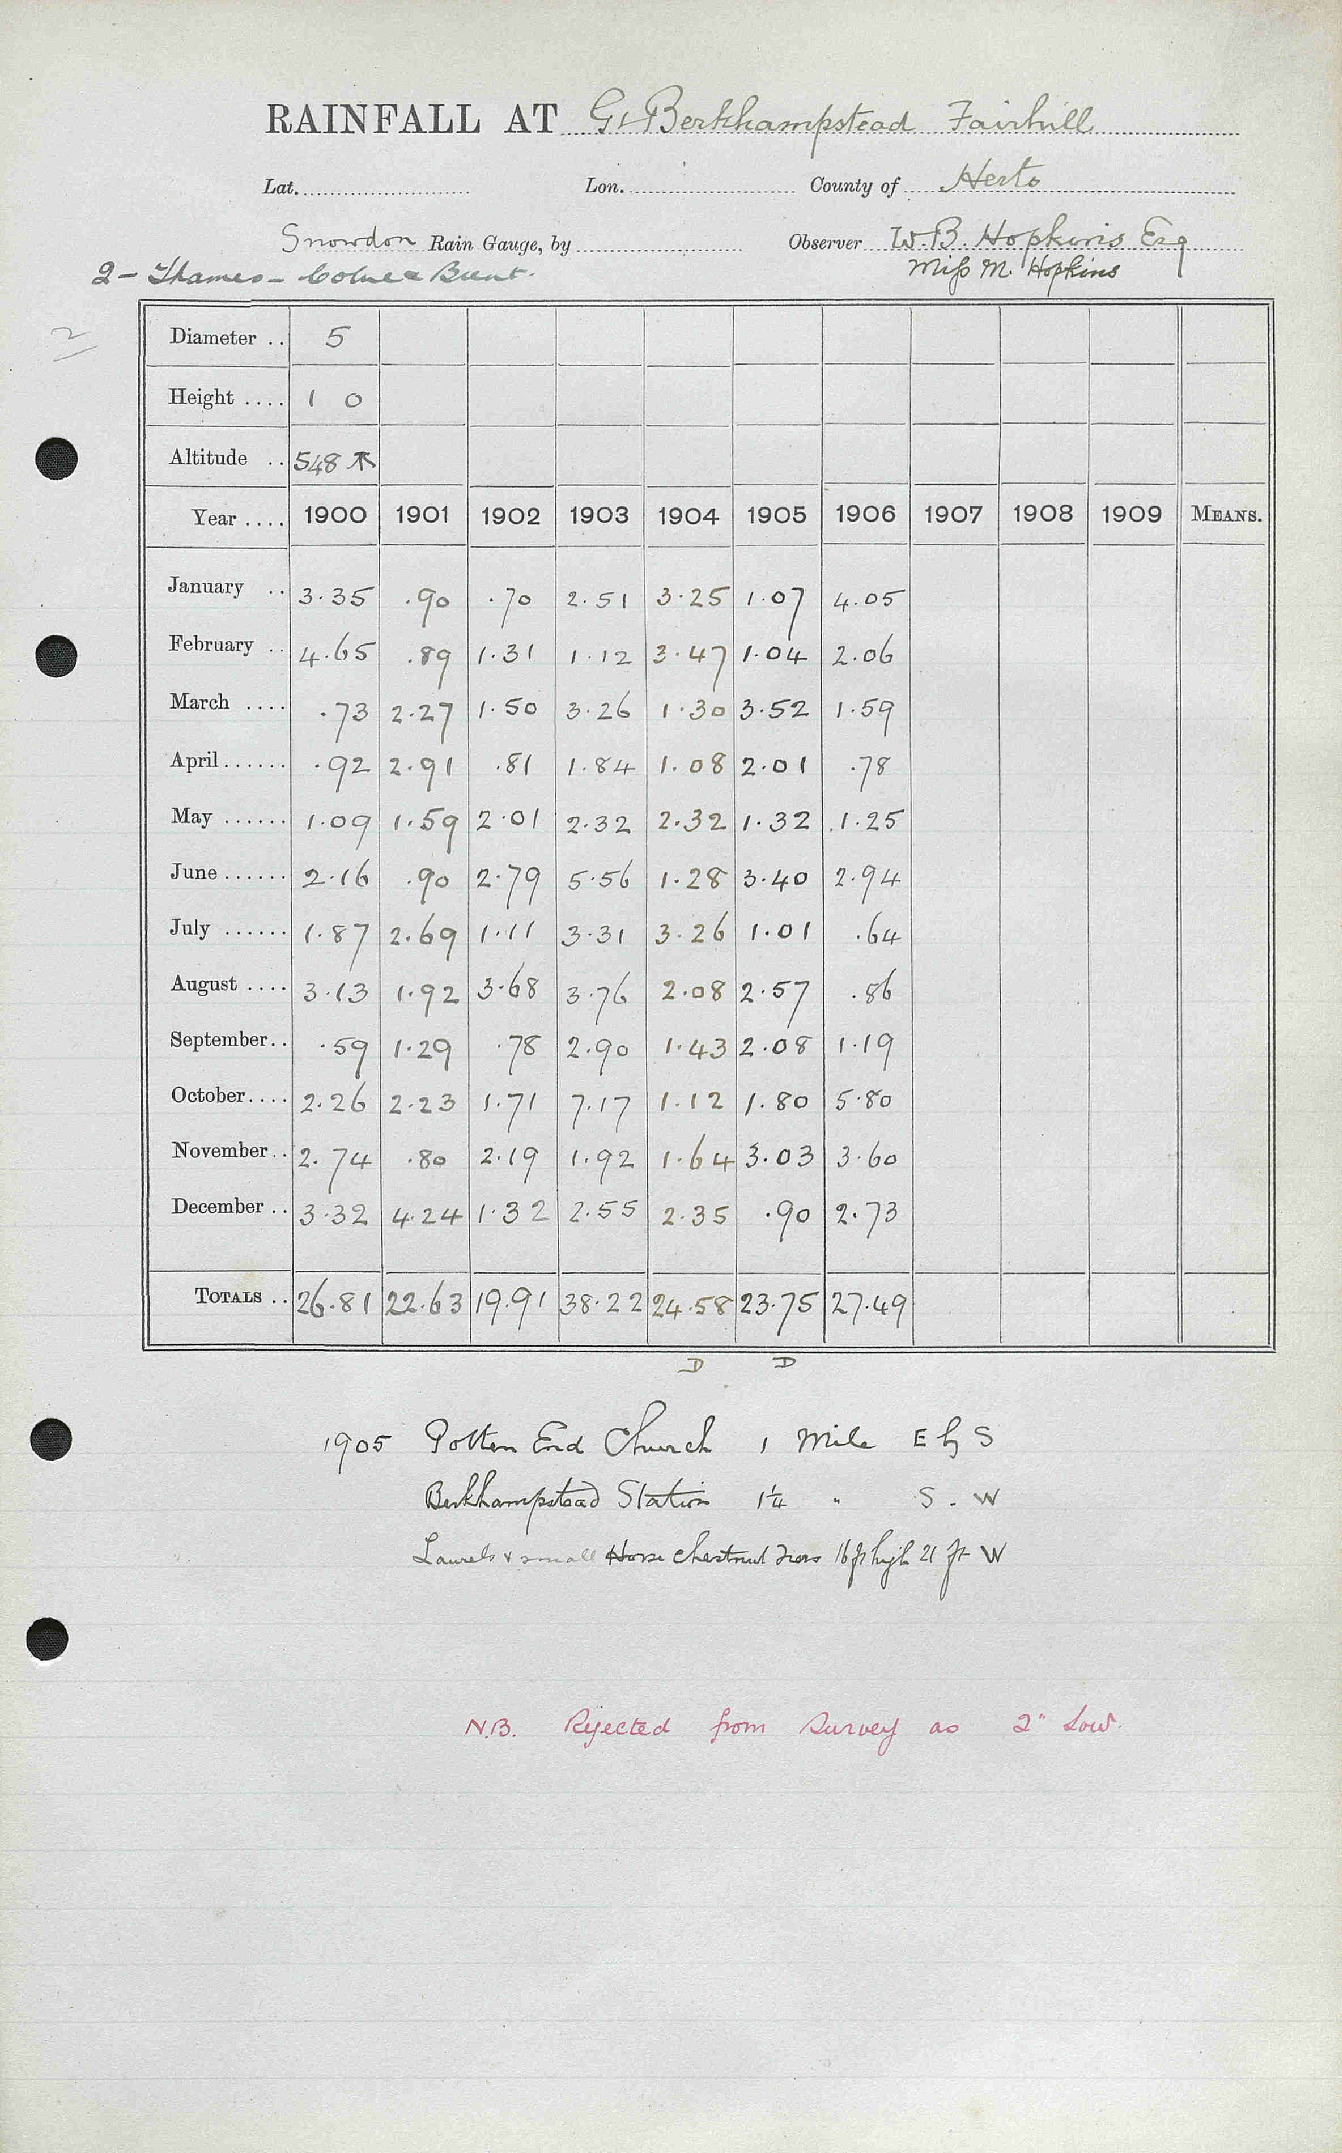 RAINFALL AT Gt Berkhampstead Fairhill
Lat. Lon. County of Herts
Snowdon Rain Gauge, by Observer W.B. Hopkins Esq
2 - Thames - Colne & Brent. Miss M. Hopkins
2
Diameter .. 5
Height .... 1 0
Altitude .. 548
Year .... 1900 1901 1902 1903 1904 1905 1906 1907 1908 1909 MEANS.
January .. 3.35 .90 .70 2.51 3.25 1.07 4.05
February .. 4.65 .89 1.31 1.12 3.47 1.04 2.06
March .... .73 2.27 1.50 3.26 1.30 3.52 1.59
April...... .92 2.91 .81 1.84 1.08 2.01 .78
May ...... 1.09 1.59 2.01 2.32 2.32 1.32 1.25
June ...... 2.16 .90 2.79 5.56 1.28 3.40 2.94
July ...... 1.87 2.69 1.11 3.31 3.26 1.01 .64
August .... 3.13 1.92 3.68 3.76 2.08 2.57 .86
September.. .59 1.29 .78 2.90 1.43 2.08 1.19
October.... 2.26 2.23 1.71 7.17 1.12 1.80 5.80
November.. 2.74 .80 2.19 1.92 1.64 3.03 3.60
December .. 3.32 4.24 1.32 2.55 2.35 .90 2.73
TOTALS .. 26.81 22.63 19.91 38.22 24.58 23.75 27.49
D D
1905 Potten End Church 1 Mile E by S
Berkhampstead Station 1¼ " S. W
Laurels & small Horse Chestnut Trees 16 ft high 21 ft W
N.B. Rejected from Survey as 2" Low.